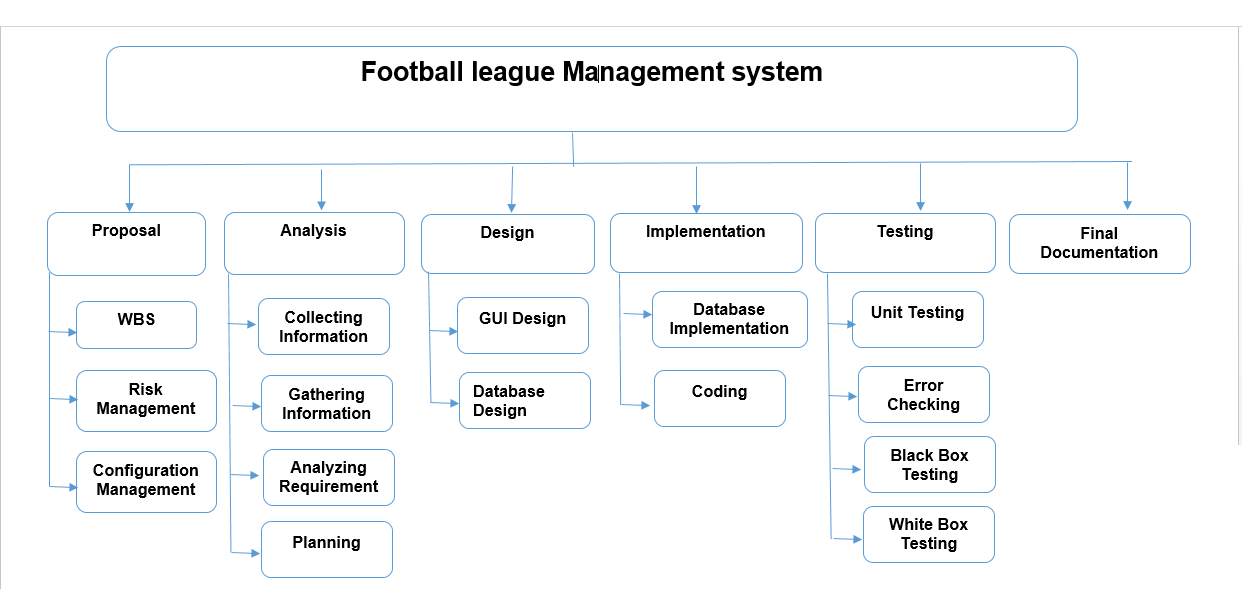 Football league Management system
Proposal
WBS
Risk
Management
Configuration
Management
Analysis
Collecting
Information
Gathering
Information
Analyzing
Requirement
Planning
Design
GUI Design
Database
Design
Implementation
Database
Implementation
Coding
Testing
Unit Testing
Error
Checking
Black Box
Testing
White Box
Testing
Final
Documentation